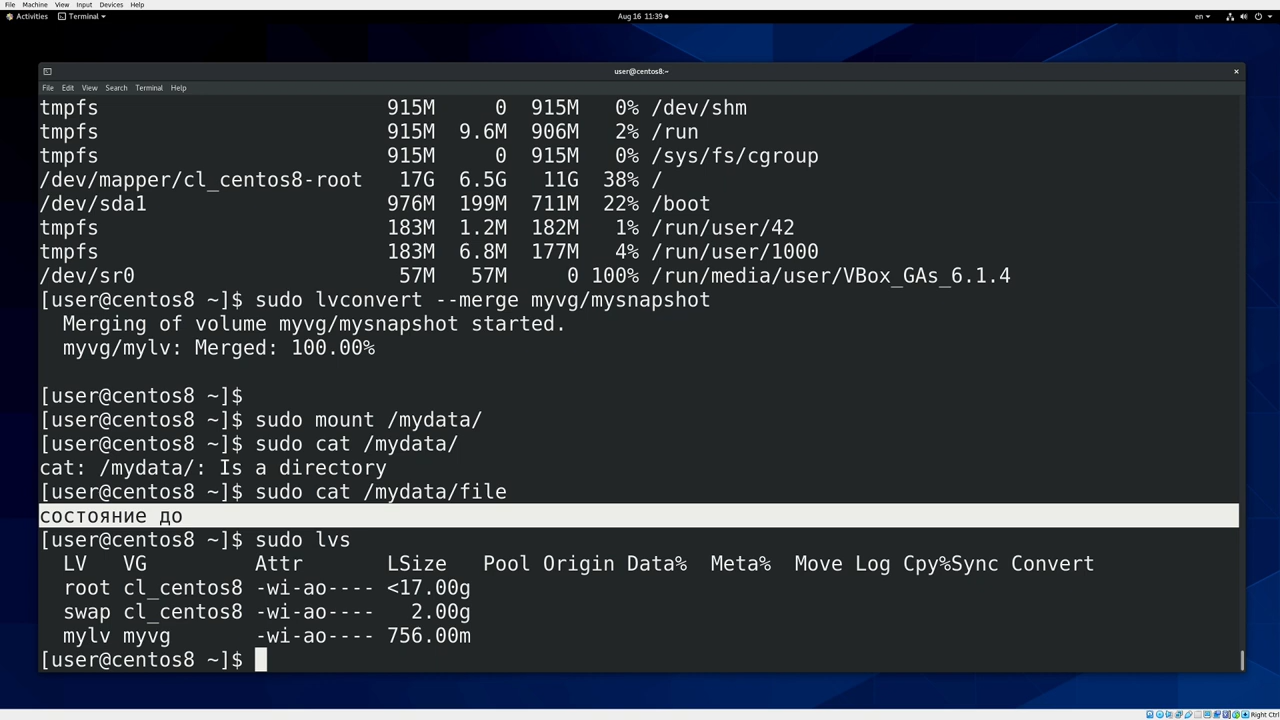 File Machine View Input Devices Help
Activities Terminal Aug 16 11:39 en
user@centos8:~
File Edit View Search Terminal Help
tmpfs 915M 0 915M 0% /dev/shm
tmpfs 915M 9.6M 906M 2% /run
tmpfs 915M 0 915M 0% /sys/fs/cgroup
/dev/mapper/cl_centos8-root 17G 6.5G 11G 38% /
/dev/sda1 976M 199M 711M 22% /boot
tmpfs 183M 1.2M 182M 1% /run/user/42
tmpfs 183M 6.8M 177M 4% /run/user/1000
/dev/sr0 57M 57M 0 100% /run/media/user/VBox_GAs_6.1.4
[user@centos8 ~]$ sudo lvconvert --merge myvg/mysnapshot
Merging of volume myvg/mysnapshot started.
myvg/mylv: Merged: 100.00%
[user@centos8 ~]$
[user@centos8 ~]$ sudo mount /mydata/
[user@centos8 ~]$ sudo cat /mydata/
cat: /mydata/: Is a directory
[user@centos8 ~]$ sudo cat /mydata/file
состояние до
[user@centos8 ~]$ sudo lvs
LV VG Attr LSize Pool Origin Data% Meta% Move Log Cpy%Sync Convert
root cl_centos8 -wi-ao---- <17.00g
swap cl_centos8 -wi-ao---- 2.00g
mylv myvg -wi-ao---- 756.00m
[user@centos8 ~]$
Right Ctrl